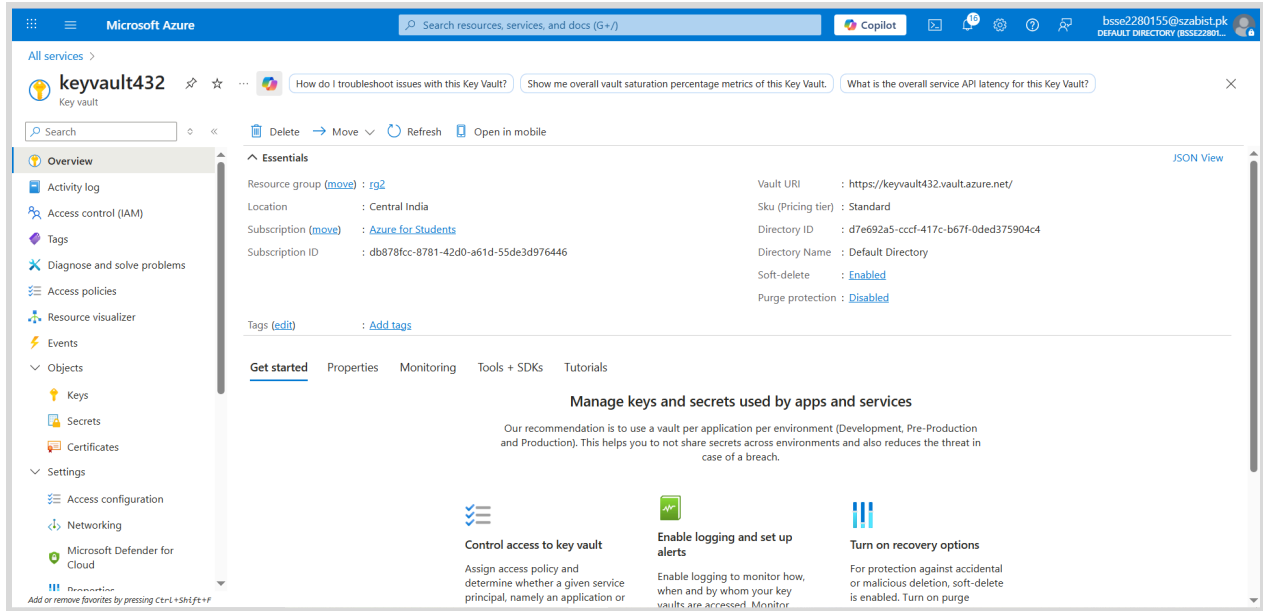 Microsoft Azure
Search resources, services, and docs (G+/)
Copilot
16
bsse2280155@szabist.pk
DEFAULT DIRECTORY (BSSE22801...
All services >
keyvault432
Key vault
How do I troubleshoot issues with this Key Vault?
Show me overall vault saturation percentage metrics of this Key Vault.
What is the overall service API latency for this Key Vault?
Search
Delete
Move
Refresh
Open in mobile
Overview
Activity log
Access control (IAM)
Tags
Diagnose and solve problems
Access policies
Resource visualizer
Events
Objects
Keys
Secrets
Certificates
Settings
Access configuration
Networking
Microsoft Defender for
Cloud
Properties
Add or remove favorites by pressing Ctrl+Shift+F
Essentials
JSON View
Resource group (move) : rg2
Location : Central India
Subscription (move) : Azure for Students
Subscription ID : db878fcc-8781-42d0-a61d-55de3d976446
Vault URI : https://keyvault432.vault.azure.net/
Sku (Pricing tier) : Standard
Directory ID : d7e692a5-cccf-417c-b67f-0ded375904c4
Directory Name : Default Directory
Soft-delete : Enabled
Purge protection : Disabled
Tags (edit) : Add tags
Get started
Properties
Monitoring
Tools + SDKs
Tutorials
Manage keys and secrets used by apps and services
Our recommendation is to use a vault per application per environment (Development, Pre-Production
and Production). This helps you to not share secrets across environments and also reduces the threat in
case of a breach.
Control access to key vault
Assign access policy and
determine whether a given service
principal, namely an application or
Enable logging and set up
alerts
Enable logging to monitor how,
when and by whom your key
vaults are accessed. Monitor
Turn on recovery options
For protection against accidental
or malicious deletion, soft-delete
is enabled. Turn on purge